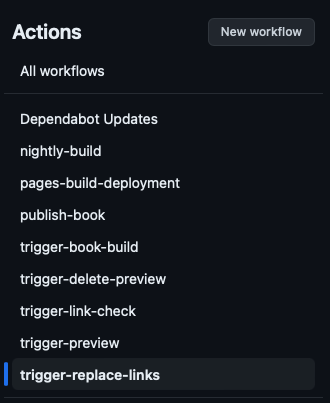 Actions
New workflow
All workflows
Dependabot Updates
nightly-build
pages-build-deployment
publish-book
trigger-book-build
trigger-delete-preview
trigger-link-check
trigger-preview
trigger-replace-links